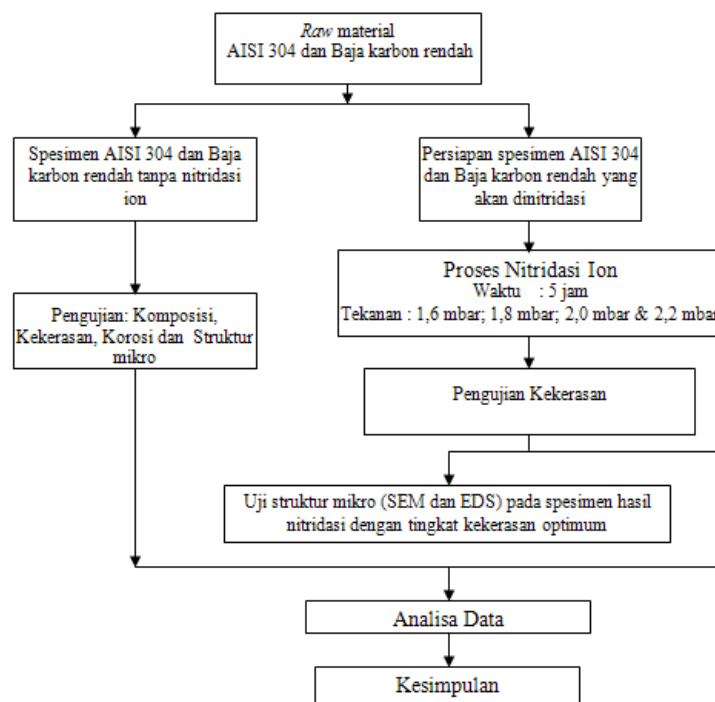 Raw material
AISI 304 dan Baja karbon rendah
Spesimen AISI 304 dan Baja
karbon rendah tanpa nitridasi
ion
Persiapan spesimen AISI 304
dan Baja karbon rendah yang
akan dinitridasi
Proses Nitridasi Ion
Waktu : 5 jam
Tekanan : 1,6 mbar; 1,8 mbar; 2,0 mbar & 2,2 mbar
Pengujian: Komposisi,
Kekerasan, Korosi dan Struktur
mikro
Pengujian Kekerasan
Uji struktur mikro (SEM dan EDS) pada spesimen hasil
nitridasi dengan tingkat kekerasan optimum
Analisa Data
Kesimpulan